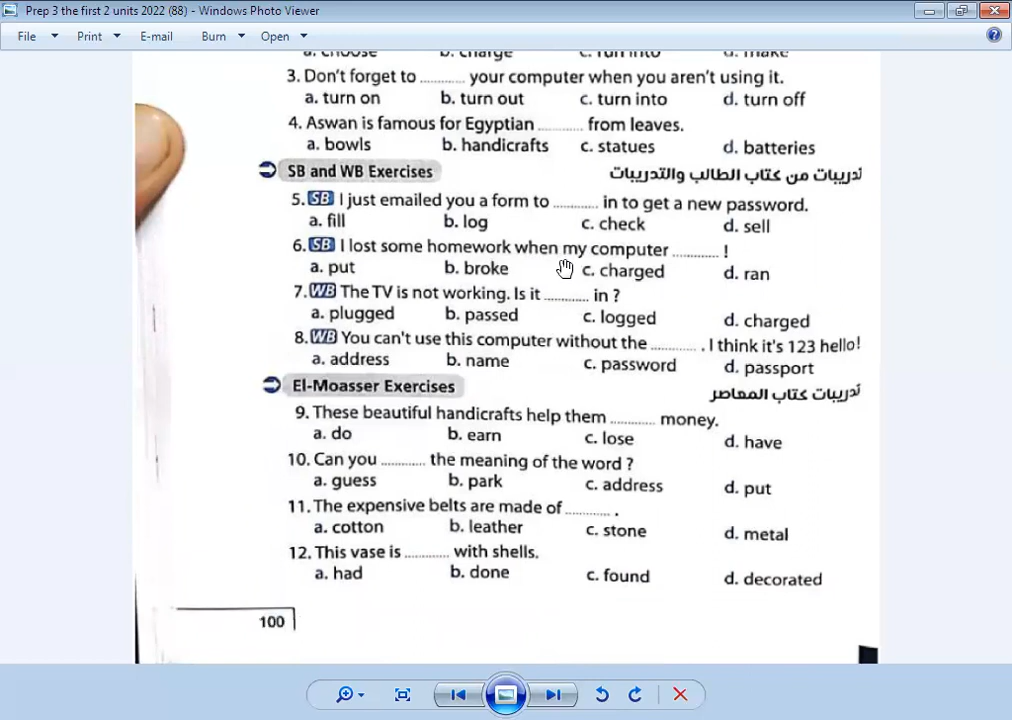 Prep 3 the first 2 units 2022 (88) - Windows Photo Viewer
File Print E-mail Burn Open
a. choose b. charge c. run into d. make
3. Don't forget to .......... your computer when you aren't using it.
a. turn on b. turn out c. turn into d. turn off
4. Aswan is famous for Egyptian .......... from leaves.
a. bowls b. handicrafts c. statues d. batteries
SB and WB Exercises تدريبات من كتاب الطالب والتدريبات
5. SB I just emailed you a form to .......... in to get a new password.
a. fill b. log c. check d. sell
6. SB I lost some homework when my computer .......... !
a. put b. broke c. charged d. ran
7. WB The TV is not working. Is it .......... in ?
a. plugged b. passed c. logged d. charged
8. WB You can't use this computer without the .......... . I think it's 123 hello!
a. address b. name c. password d. passport
El-Moasser Exercises تدريبات كتاب المعاصر
9. These beautiful handicrafts help them .......... money.
a. do b. earn c. lose d. have
10. Can you .......... the meaning of the word ?
a. guess b. park c. address d. put
11. The expensive belts are made of .......... .
a. cotton b. leather c. stone d. metal
12. This vase is .......... with shells.
a. had b. done c. found d. decorated
100